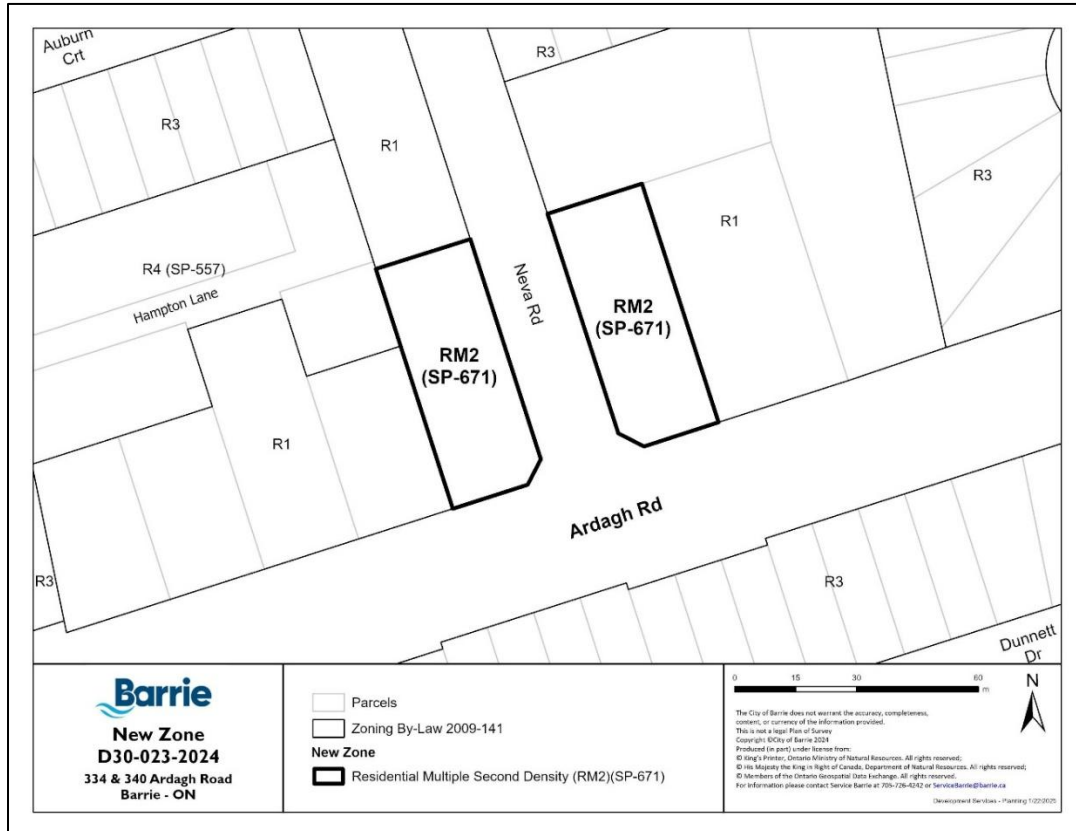 Auburn
Crt
R3
R3
R1
R3
R4 (SP-557)
Hampton Lane
R1
Neva Rd
RM2
(SP-671)
RM2
(SP-671)
R1
Ardagh Rd
R3
R3
Dunnett
Dr
Barrie
New Zone
D30-023-2024
334 & 340 Ardagh Road
Barrie - ON
Parcels
Zoning By-Law 2009-141
New Zone
Residential Multiple Second Density (RM2)(SP-671)
0 15 30 60
m
N
The City of Barrie does not warrant the accuracy, completeness,
content, or currency of the information provided.
This is not a legal Plan of Survey
Copyright ©City of Barrie 2024
Produced (in part) under license from:
© King's Printer, Ontario Ministry of Natural Resources. All rights reserved;
© His Majesty the King in Right of Canada, Department of Natural Resources. All rights reserved;
© Members of the Ontario Geospatial Data Exchange. All rights reserved.
For information please contact Service Barrie at 705-726-4242 or ServiceBarrie@barrie.ca
Development Services - Planning 1/22/2025